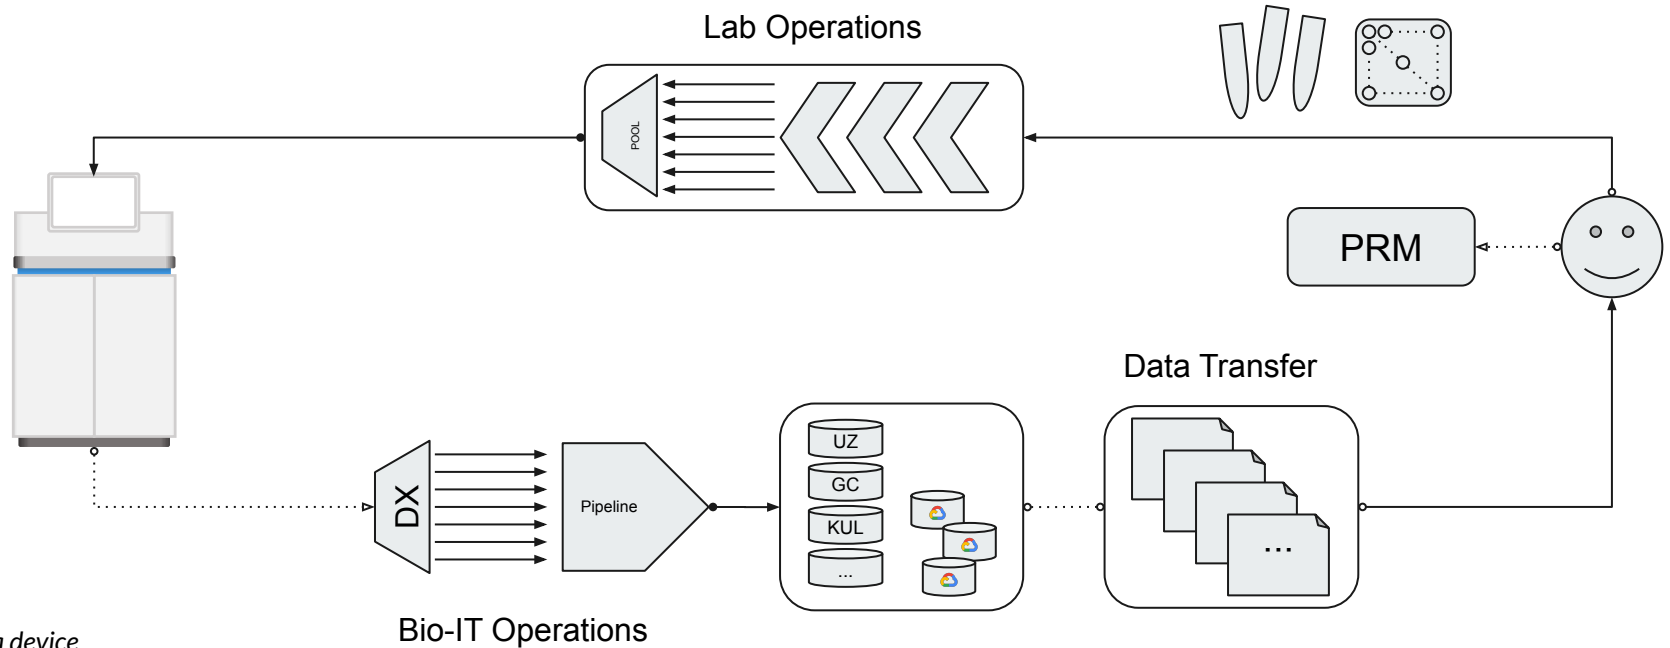 Lab Operations
POOL
PRM
Data Transfer
UZ
GC
DX
Pipeline
KUL
...
...
Bio-IT Operations
device